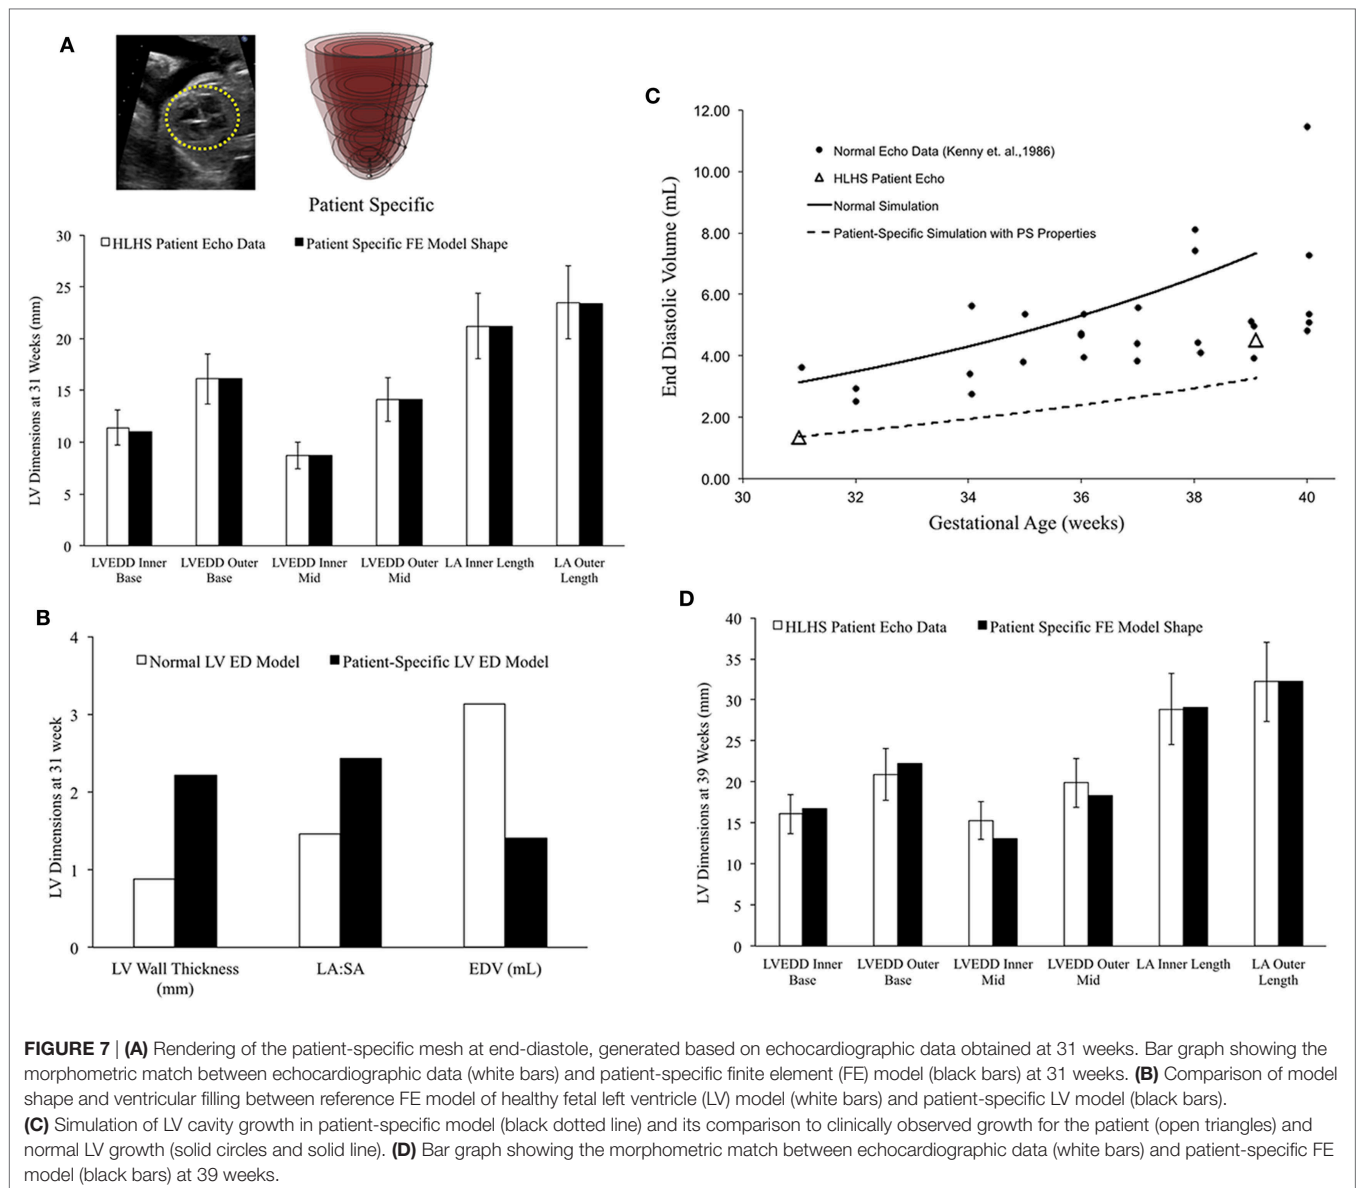 A
Patient Specific
30
25
20
15
10
5
0
LV Dimensions at 31 Weeks (mm)
HLHS Patient Echo Data
Patient Specific FE Model Shape
LVEDD Inner Base
LVEDD Outer Base
LVEDD Inner Mid
LVEDD Outer Mid
LA Inner Length
LA Outer Length
B
4
3
2
1
0
LV Dimensions at 31 week
Normal LV ED Model
Patient-Specific LV ED Model
LV Wall Thickness (mm)
LA:SA
EDV (mL)
C
12.00
10.00
8.00
6.00
4.00
2.00
0.00
End Diastolic Volume (mL)
Normal Echo Data (Kenny et. al.,1986)
HLHS Patient Echo
Normal Simulation
Patient-Specific Simulation with PS Properties
30 32 34 36 38 40
Gestational Age (weeks)
D
40
35
30
25
20
15
10
5
0
LV Dimensions at 39 Weeks (mm)
HLHS Patient Echo Data
Patient Specific FE Model Shape
LVEDD Inner Base
LVEDD Outer Base
LVEDD Inner Mid
LVEDD Outer Mid
LA Inner Length
LA Outer Length
FIGURE 7 | (A) Rendering of the patient-specific mesh at end-diastole, generated based on echocardiographic data obtained at 31 weeks. Bar graph showing the
morphometric match between echocardiographic data (white bars) and patient-specific finite element (FE) model (black bars) at 31 weeks. (B) Comparison of model
shape and ventricular filling between reference FE model of healthy fetal left ventricle (LV) model (white bars) and patient-specific LV model (black bars).
(C) Simulation of LV cavity growth in patient-specific model (black dotted line) and its comparison to clinically observed growth for the patient (open triangles) and
normal LV growth (solid circles and solid line). (D) Bar graph showing the morphometric match between echocardiographic data (white bars) and patient-specific FE
model (black bars) at 39 weeks.